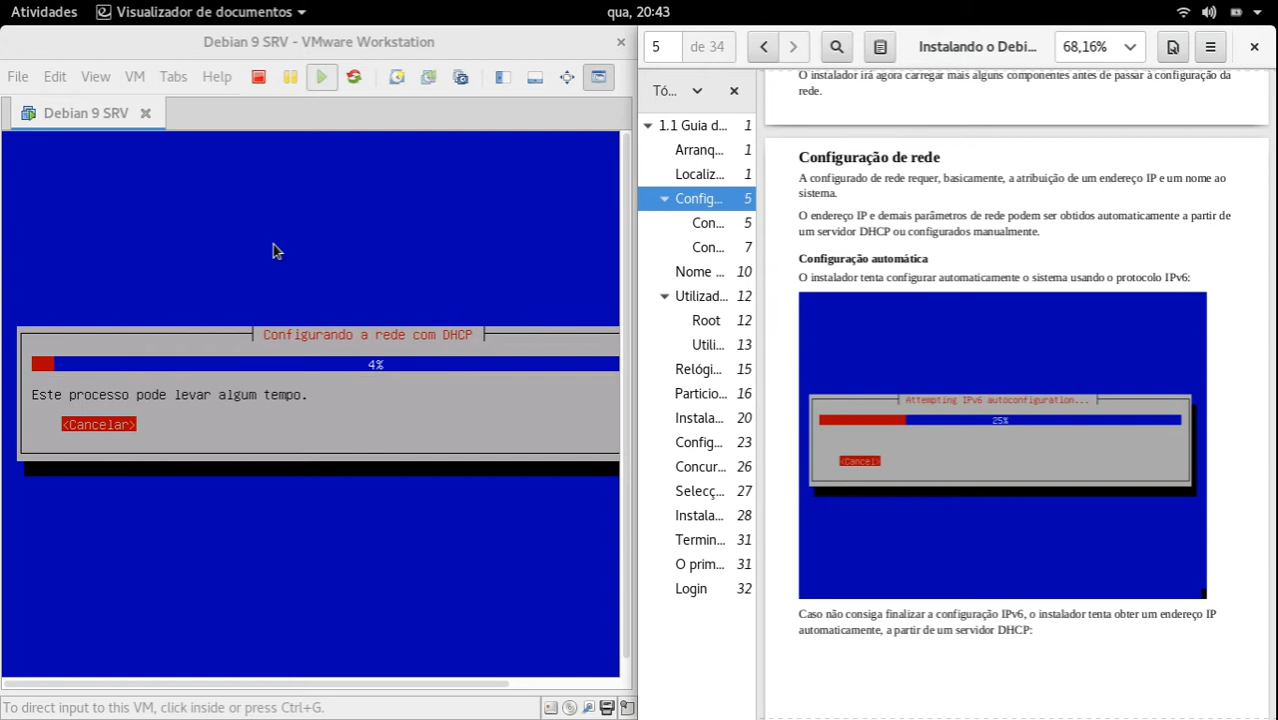 Atividades
Visualizador de documentos
qua, 20:43
Debian 9 SRV - VMware Workstation
File Edit View VM Tabs Help
Debian 9 SRV
Configurando a rede com DHCP
4%
Este processo pode levar algum tempo.
<Cancelar>
To direct input to this VM, click inside or press Ctrl+G.
5 de 34
Instalando o Debi...
68,16%
Tó...
1.1 Guia d... 1
Arranq... 1
Localiz... 1
Config... 5
Con... 5
Con... 7
Nome ... 10
Utilizad... 12
Root 12
Utili... 13
Relógi... 15
Particio... 16
Instala... 20
Config... 23
Concur... 26
Selecç... 27
Instala... 28
Termin... 31
O prim... 31
Login 32
O instalador irá agora carregar mais alguns componentes antes de passar à configuração da
rede.
Configuração de rede
A configurado de rede requer, basicamente, a atribuição de um endereço IP e um nome ao
sistema.
O endereço IP e demais parâmetros de rede podem ser obtidos automaticamente a partir de
um servidor DHCP ou configurados manualmente.
Configuração automática
O instalador tenta configurar automaticamente o sistema usando o protocolo IPv6:
Attempting IPv6 autoconfiguration...
25%
<Cancel>
Caso não consiga finalizar a configuração IPv6, o instalador tenta obter um endereço IP
automaticamente, a partir de um servidor DHCP: